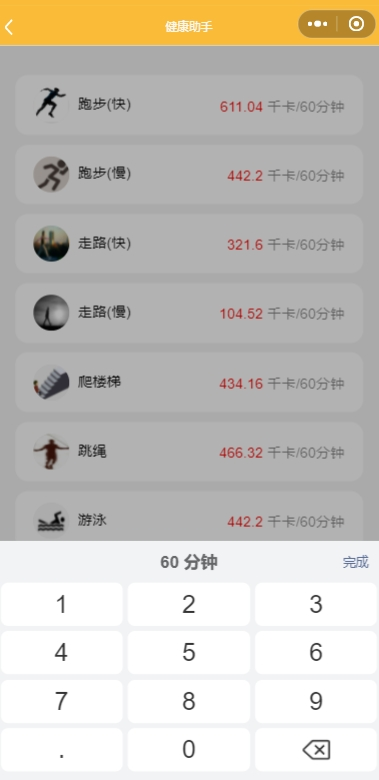 健康助手
跑步(快) 611.04 千卡/60分钟
跑步(慢) 442.2 千卡/60分钟
走路(快) 321.6 千卡/60分钟
走路(慢) 104.52 千卡/60分钟
爬楼梯 434.16 千卡/60分钟
跳绳 466.32 千卡/60分钟
游泳 442.2 千卡/60分钟
60 分钟 完成
1 2 3
4 5 6
7 8 9
. 0